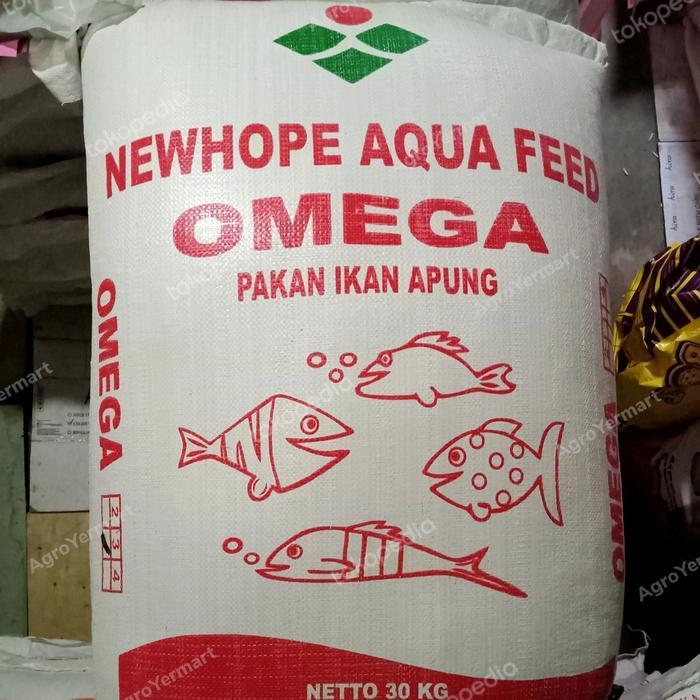 NEWHOPE AQUA FEED
OMEGA
PAKAN IKAN APUNG
OMEGA
2 3 4
OMEGA
NETTO 30 KG
tokopedia
AgroYermart